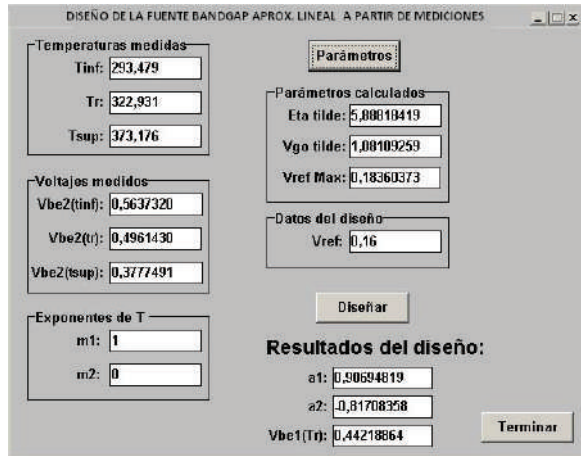 DISEÑO DE LA FUENTE BANDGAP APROX. LINEAL A PARTIR DE MEDICIONES
Temperaturas medidas
Tinf: 293,479
Tr: 322,931
Tsup: 373,176
Voltajes medidos
Vbe2(tinf): 0,5637320
Vbe2(tr): 0,4961430
Vbe2(tsup): 0,3777491
Exponentes de T
m1: 1
m2: 0
Parámetros
Parámetros calculados
Eta tilde: 5,88818419
Vgo tilde: 1,08109259
Vref Max: 0,18360373
Datos del diseño
Vref: 0,16
Diseñar
Resultados del diseño:
a1: 0,90694819
a2: -0,81708358
Vbe1(Tr): 0,44218864
Terminar